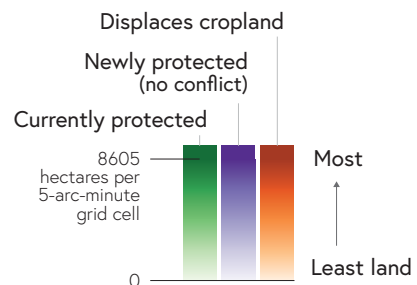 Displaces cropland
Newly protected
(no conflict)
Currently protected
8605
hectares per
5-arc-minute
grid cell
0
Most
Least land